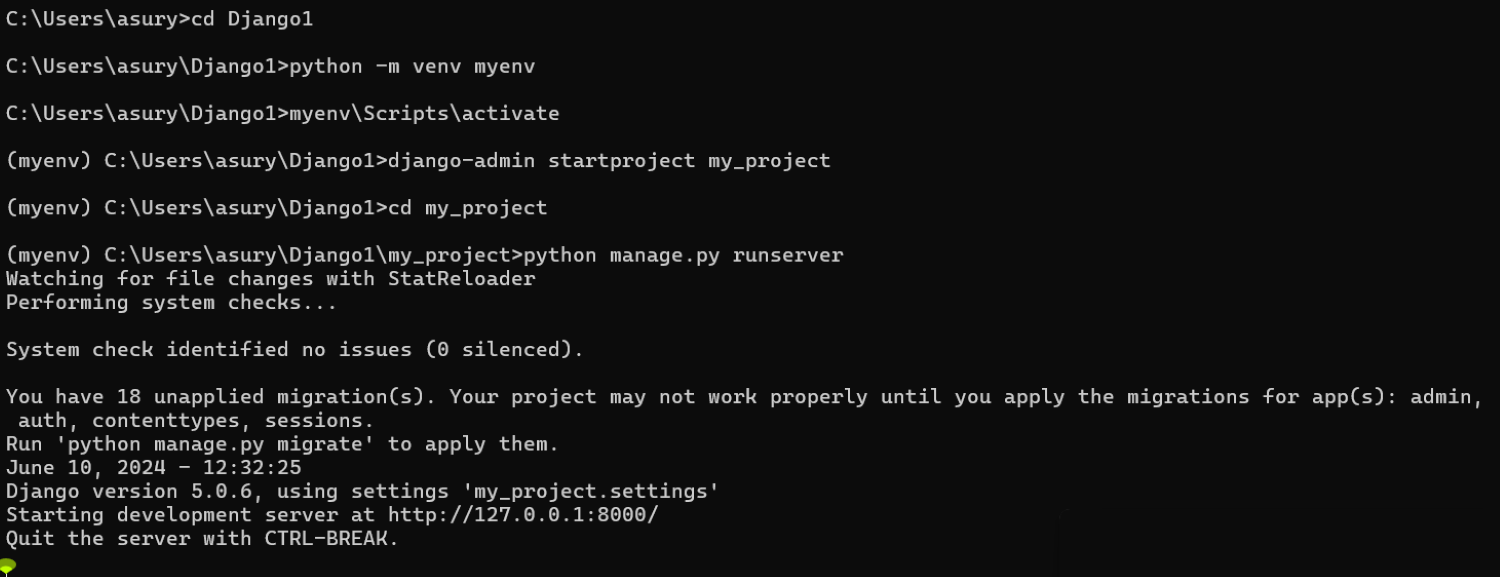 C:\Users\asury>cd Django1
C:\Users\asury\Django1>python -m venv myenv
C:\Users\asury\Django1>myenv\Scripts\activate
(myenv) C:\Users\asury\Django1>django-admin startproject my_project
(myenv) C:\Users\asury\Django1>cd my_project
(myenv) C:\Users\asury\Django1\my_project>python manage.py runserver
Watching for file changes with StatReloader
Performing system checks...
System check identified no issues (0 silenced).
You have 18 unapplied migration(s). Your project may not work properly until you apply the migrations for app(s): admin,
 auth, contenttypes, sessions.
Run 'python manage.py migrate' to apply them.
June 10, 2024 - 12:32:25
Django version 5.0.6, using settings 'my_project.settings'
Starting development server at http://127.0.0.1:8000/
Quit the server with CTRL-BREAK.